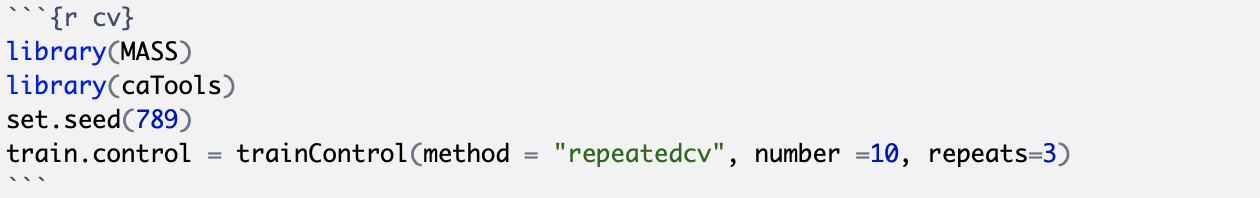 ```{r cv}
library(MASS)
library(caTools)
set.seed(789)
train.control = trainControl(method = "repeatedcv", number =10, repeats=3)
```